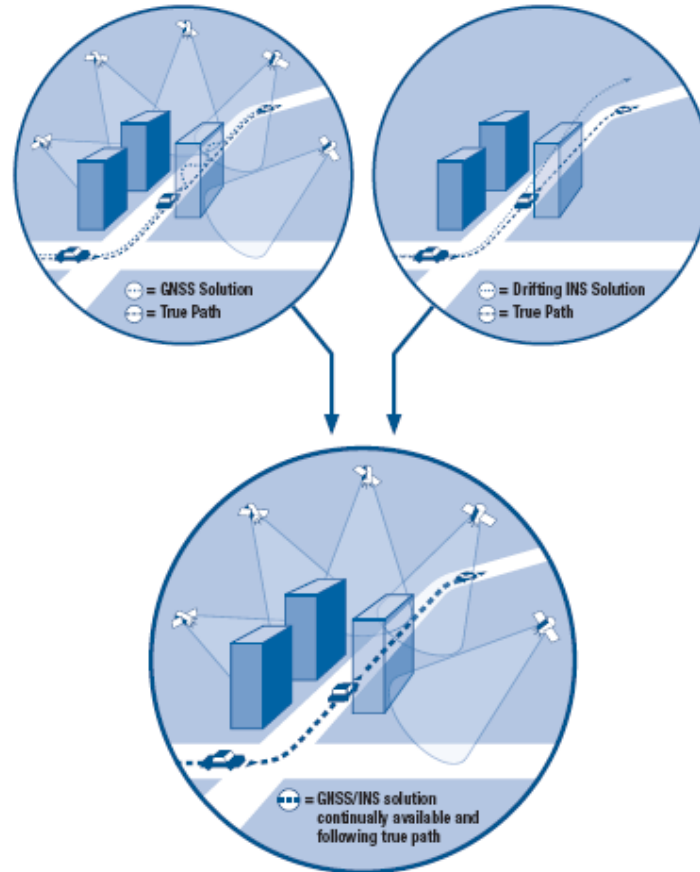 = GNSS Solution
= True Path
= Drifting INS Solution
= True Path
= GNSS/INS solution
continually available and
following true path